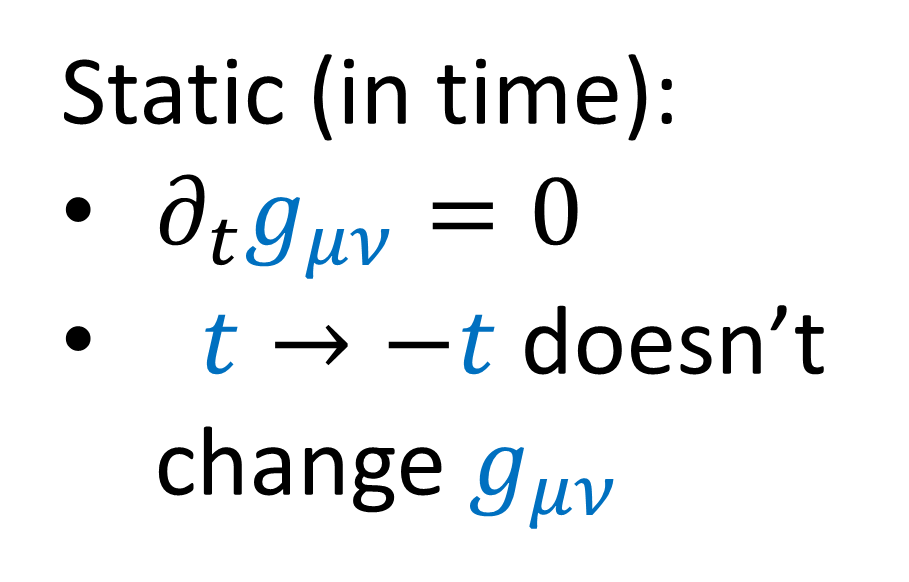 Static (in time):
• ∂ₜg_μν = 0
• t → −t doesn’t
change g_μν